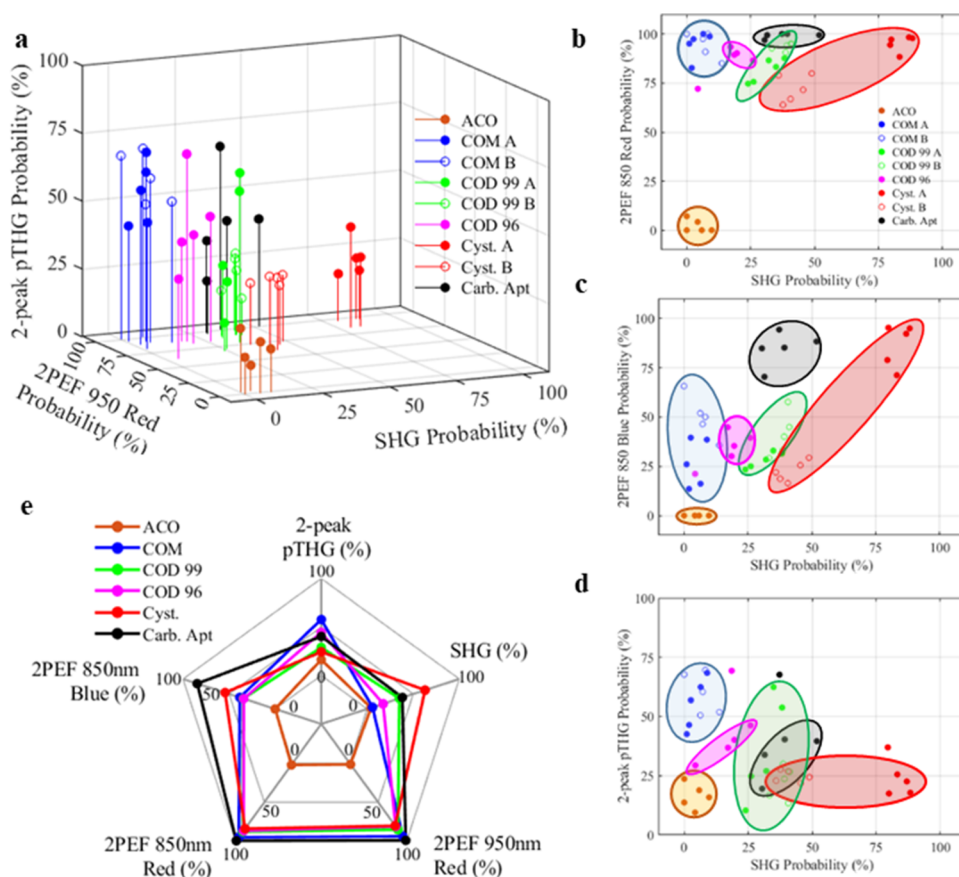 a
2-peak pTHG Probability (%)
100
75
50
25
0
100
75
50
25
0
2PEF 950 Red
Probability (%)
0
25
50
75
100
SHG Probability (%)
ACO
COM A
COM B
COD 99 A
COD 99 B
COD 96
Cyst. A
Cyst. B
Carb. Apt
b
2PEF 850 Red Probability (%)
100
75
50
25
0
0
25
50
75
100
SHG Probability (%)
ACO
COM A
COM B
COD 99 A
COD 99 B
COD 96
Cyst. A
Cyst. B
Carb. Apt
c
2PEF 850 Blue Probability (%)
100
75
50
25
0
0
25
50
75
100
SHG Probability (%)
d
2-peak pTHG Probability (%)
100
75
50
25
0
0
25
50
75
100
SHG Probability (%)
e
ACO
COM
COD 99
COD 96
Cyst.
Carb. Apt
2-peak
pTHG (%)
100
SHG (%)
100
2PEF 850nm
Blue (%)
100
50
0
0
0
0
0
50
50
2PEF 850nm
Red (%)
100
2PEF 950nm
Red (%)
100